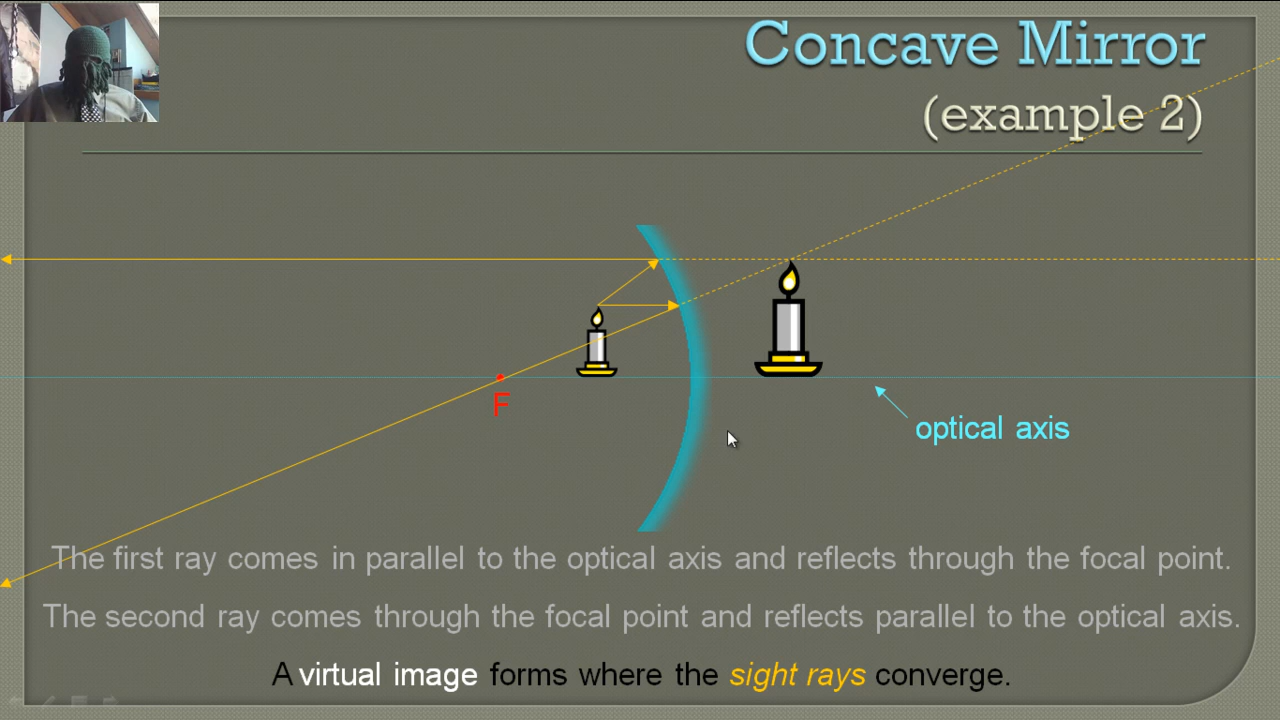 Concave Mirror
(example 2)
F
optical axis
The first ray comes in parallel to the optical axis and reflects through the focal point.
The second ray comes through the focal point and reflects parallel to the optical axis.
A virtual image forms where the sight rays converge.